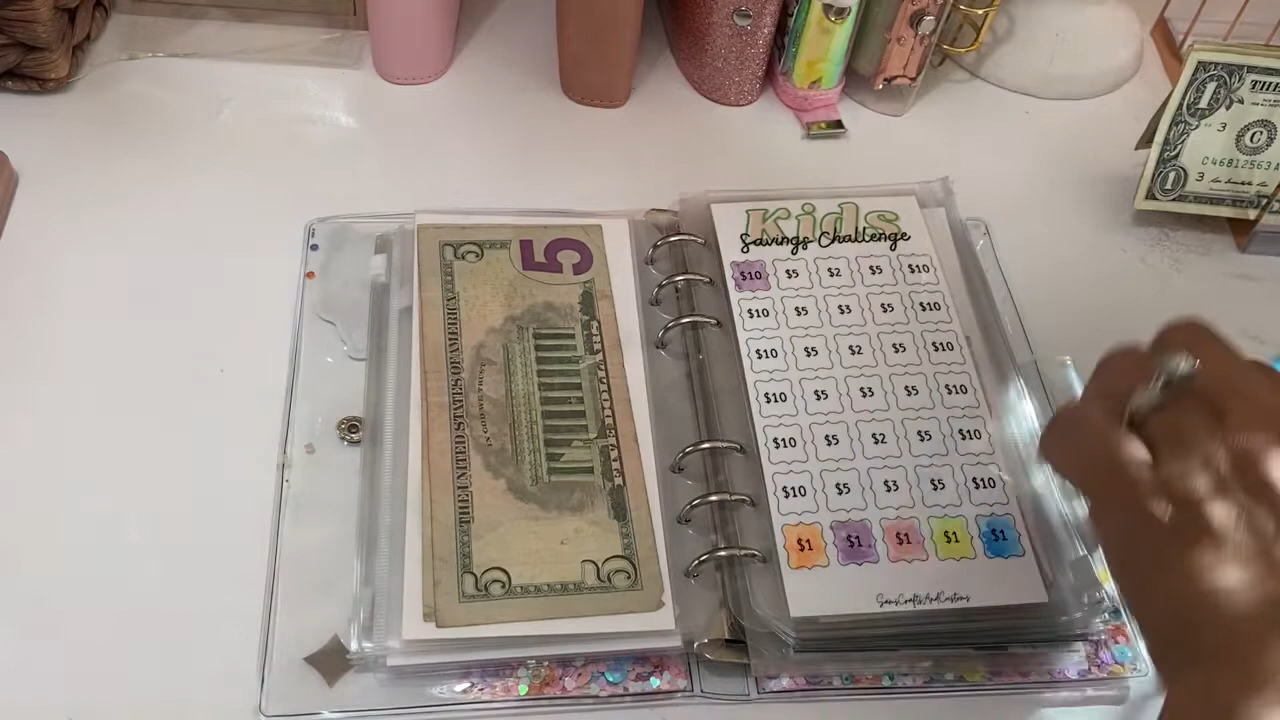 Kids
Savings Challenge
$10 $5 $2 $5 $10
$10 $5 $3 $5 $10
$10 $5 $2 $5 $10
$10 $5 $3 $5 $10
$10 $5 $2 $5 $10
$10 $5 $3 $5 $10
$1 $1 $1 $1 $1
SamsCraftsAndCustoms
5
5
THE UNITED STATES OF AMERICA
IN GOD WE TRUST
FIVE DOLLARS
5
5
1
THE
3
C
C46812563A
3
1